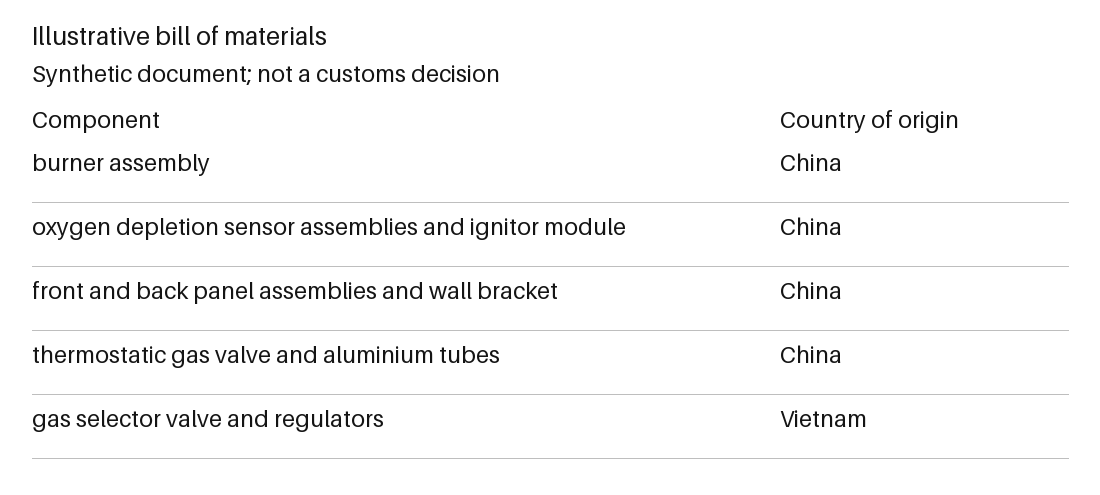 Illustrative bill of materials
Synthetic document; not a customs decision
Component Country of origin
burner assembly China
oxygen depletion sensor assemblies and ignitor module China
front and back panel assemblies and wall bracket China
thermostatic gas valve and aluminium tubes China
gas selector valve and regulators Vietnam